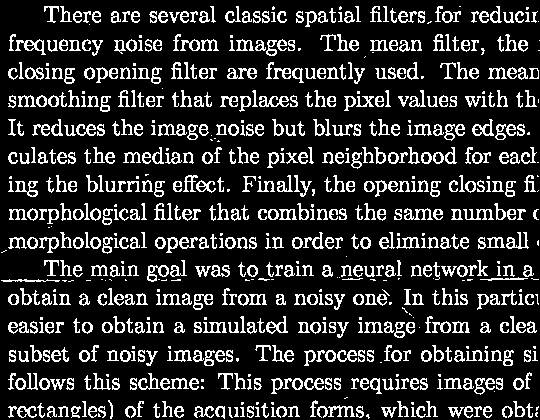 There are several classic spatial filters for reducin
frequency noise from images. The mean filter, the
closing opening filter are frequently used. The mean
smoothing filter that replaces the pixel values with th
It reduces the image noise but blurs the image edges.
culates the median of the pixel neighborhood for each
ing the blurring effect. Finally, the opening closing fi
morphological filter that combines the same number o
morphological operations in order to eliminate small
The main goal was to train a neural network in a
obtain a clean image from a noisy one. In this particu
easier to obtain a simulated noisy image from a clea
subset of noisy images. The process for obtaining si
follows this scheme: This process requires images of
rectangles) of the acquisition forms, which were obta